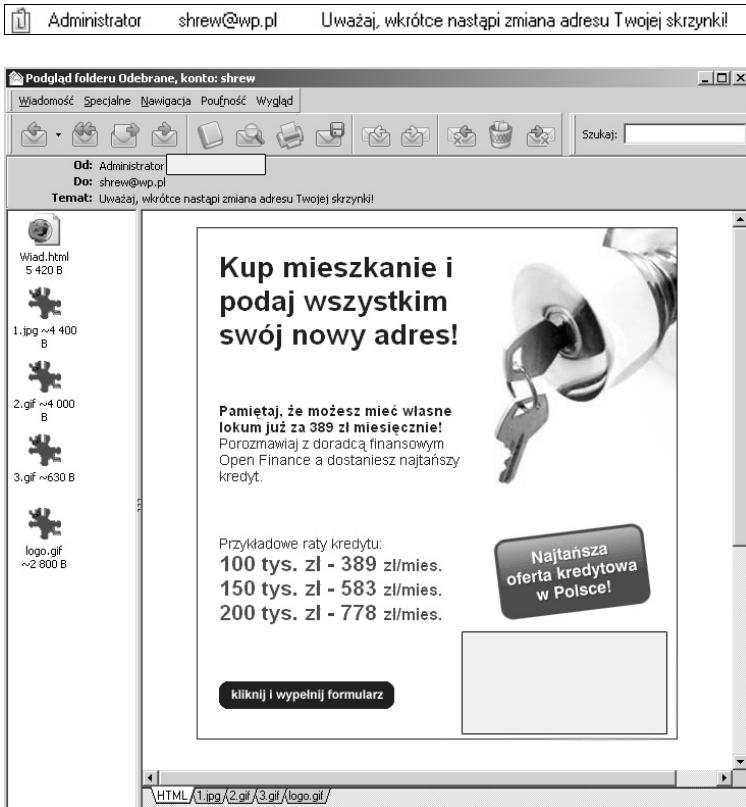 Administrator shrew@wp.pl Uważaj, wkrótce nastąpi zmiana adresu Twojej skrzynki!
Podgląd folderu Odebrane, konto: shrew
Wiadomość Specjalne Nawigacja Poufność Wygląd
Szukaj:
Od: Administrator
Do: shrew@wp.pl
Temat: Uważaj, wkrótce nastąpi zmiana adresu Twojej skrzynki!
Wiad.html
5 420 B
1.jpg ~4 400
B
2.gif ~4 000
B
3.gif ~630 B
logo.gif
~2 800 B
Kup mieszkanie i
podaj wszystkim
swój nowy adres!
Pamiętaj, że możesz mieć własne
lokum już za 389 zł miesięcznie!
Porozmawiaj z doradcą finansowym
Open Finance a dostaniesz najtańszy
kredyt.
Przykładowe raty kredytu:
100 tys. zł - 389 zł/mies.
150 tys. zł - 583 zł/mies.
200 tys. zł - 778 zł/mies.
Najtańsza
oferta kredytowa
w Polsce!
kliknij i wypełnij formularz
HTML 1.jpg 2.gif 3.gif logo.gif